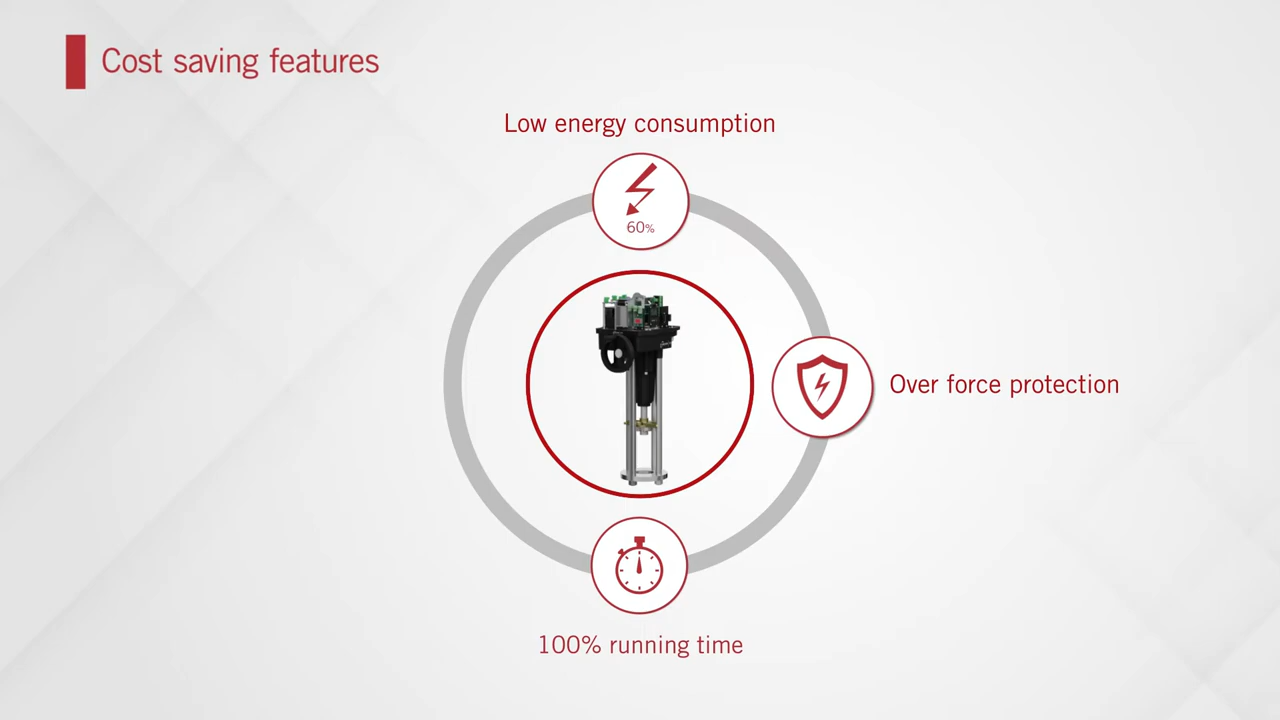 Cost saving features
Low energy consumption
60%
Over force protection
100% running time